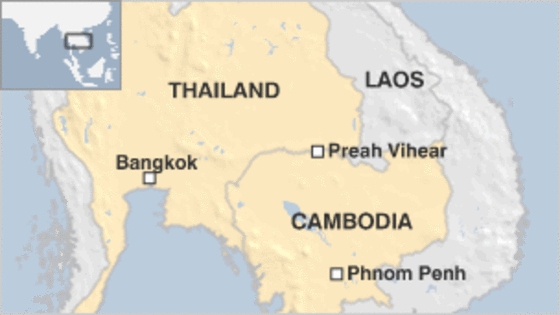 LAOS
THAILAND
Preah Vihear
Bangkok
CAMBODIA
Phnom Penh